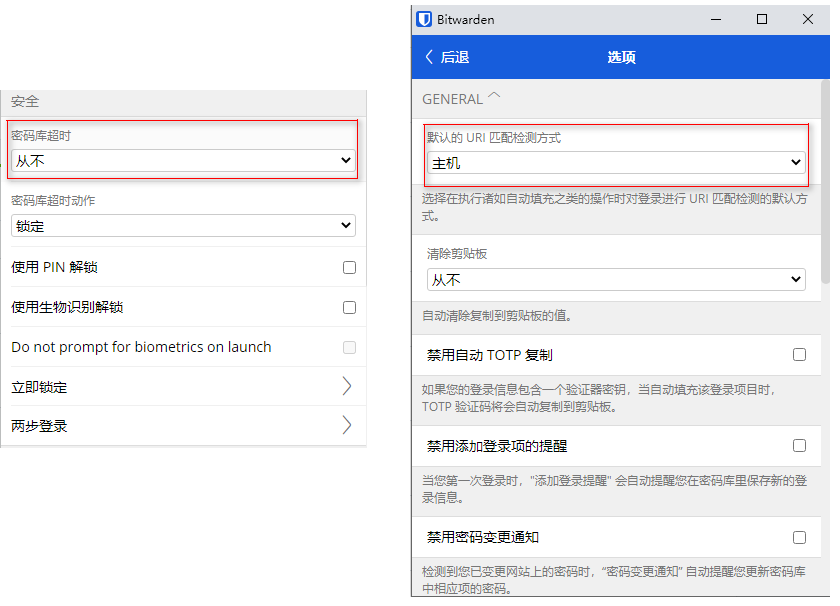 安全
密码库超时
从不
密码库超时动作
锁定
使用 PIN 解锁
使用生物识别解锁
Do not prompt for biometrics on launch
立即锁定
两步登录
Bitwarden
后退
选项
GENERAL
默认的 URI 匹配检测方式
主机
选择在执行诸如自动填充之类的操作时对登录进行 URI 匹配检测的默认方
式。
清除剪贴板
从不
自动清除复制到剪贴板的值。
禁用自动 TOTP 复制
如果您的登录信息包含一个验证器密钥，当自动填充该登录项目时，
TOTP 验证码将会自动复制到剪贴板。
禁用添加登录项的提醒
当您第一次登录时，"添加登录提醒" 会自动提醒您在密码库里保存新的登
录信息。
禁用密码变更通知
检测到您已变更网站上的密码时，“密码变更通知” 自动提醒您更新密码库
中相应项的密码。